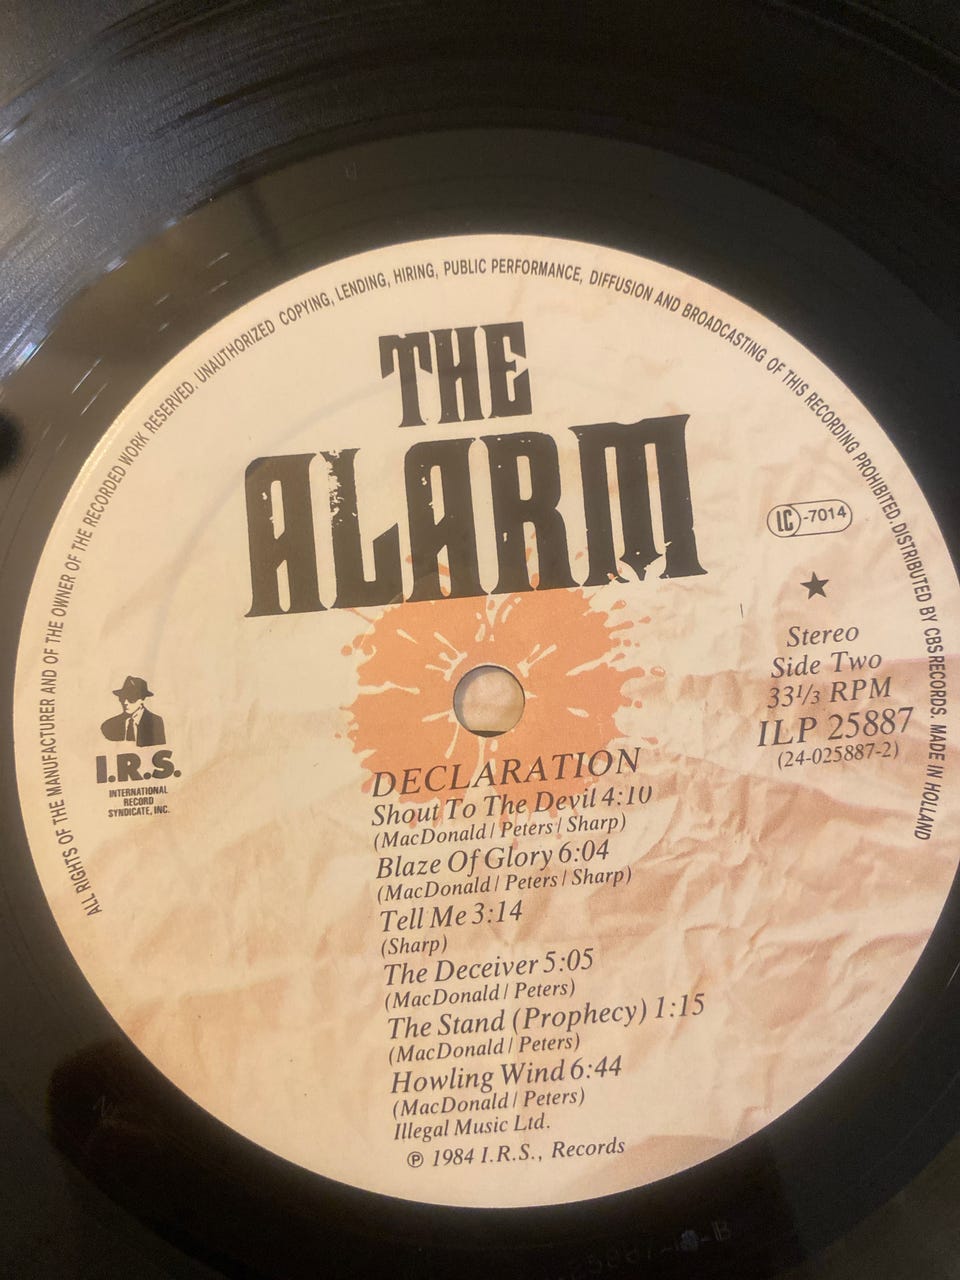 ALL RIGHTS OF THE MANUFACTURER AND OF THE OWNER OF THE RECORDED WORK RESERVED. UNAUTHORIZED COPYING, LENDING, HIRING, PUBLIC PERFORMANCE, DIFFUSION AND BROADCASTING OF THIS RECORDING PROHIBITED. DISTRIBUTED BY CBS RECORDS. MADE IN HOLLAND
THE
ALARM
LC-7014
Stereo
Side Two
33 1/3 RPM
ILP 25887
(24-025887-2)
I.R.S.
INTERNATIONAL
RECORD
SYNDICATE, INC.
DECLARATION
Shout To The Devil 4:10
(MacDonald / Peters / Sharp)
Blaze Of Glory 6:04
(MacDonald / Peters / Sharp)
Tell Me 3:14
(Sharp)
The Deceiver 5:05
(MacDonald / Peters)
The Stand (Prophecy) 1:15
(MacDonald / Peters)
Howling Wind 6:44
(MacDonald / Peters)
Illegal Music Ltd.
℗ 1984 I.R.S., Records